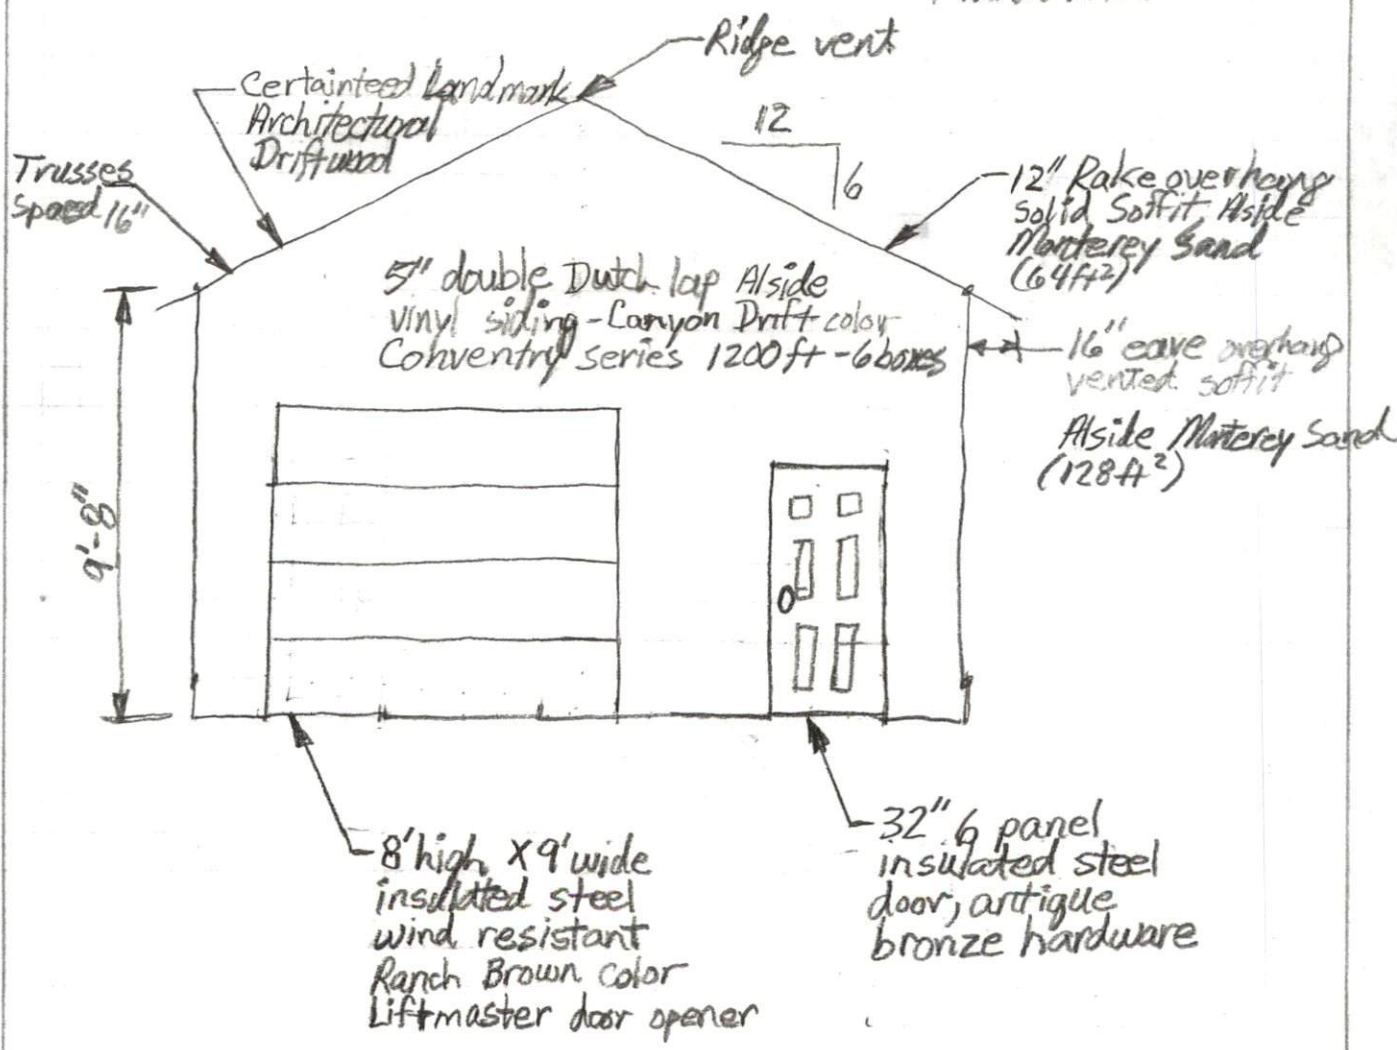 Ridge vent
Certainteed Landmark
Architectural
Driftwood
12
6
Trusses
spaced 16"
12" Rake overhang
solid Soffit, Alside
Monterey Sand
(64ft²)
5" double Dutch lap Alside
vinyl siding - Canyon Drift color
Conventry series 1200 ft - 6 boxes
16" eave overhang
vented soffit
Alside Monterey Sand
(128ft²)
9'-8"
8' high X 9' wide
insulated steel
wind resistant
Ranch Brown color
Liftmaster door opener
32" 6 panel
insulated steel
door, antique
bronze hardware